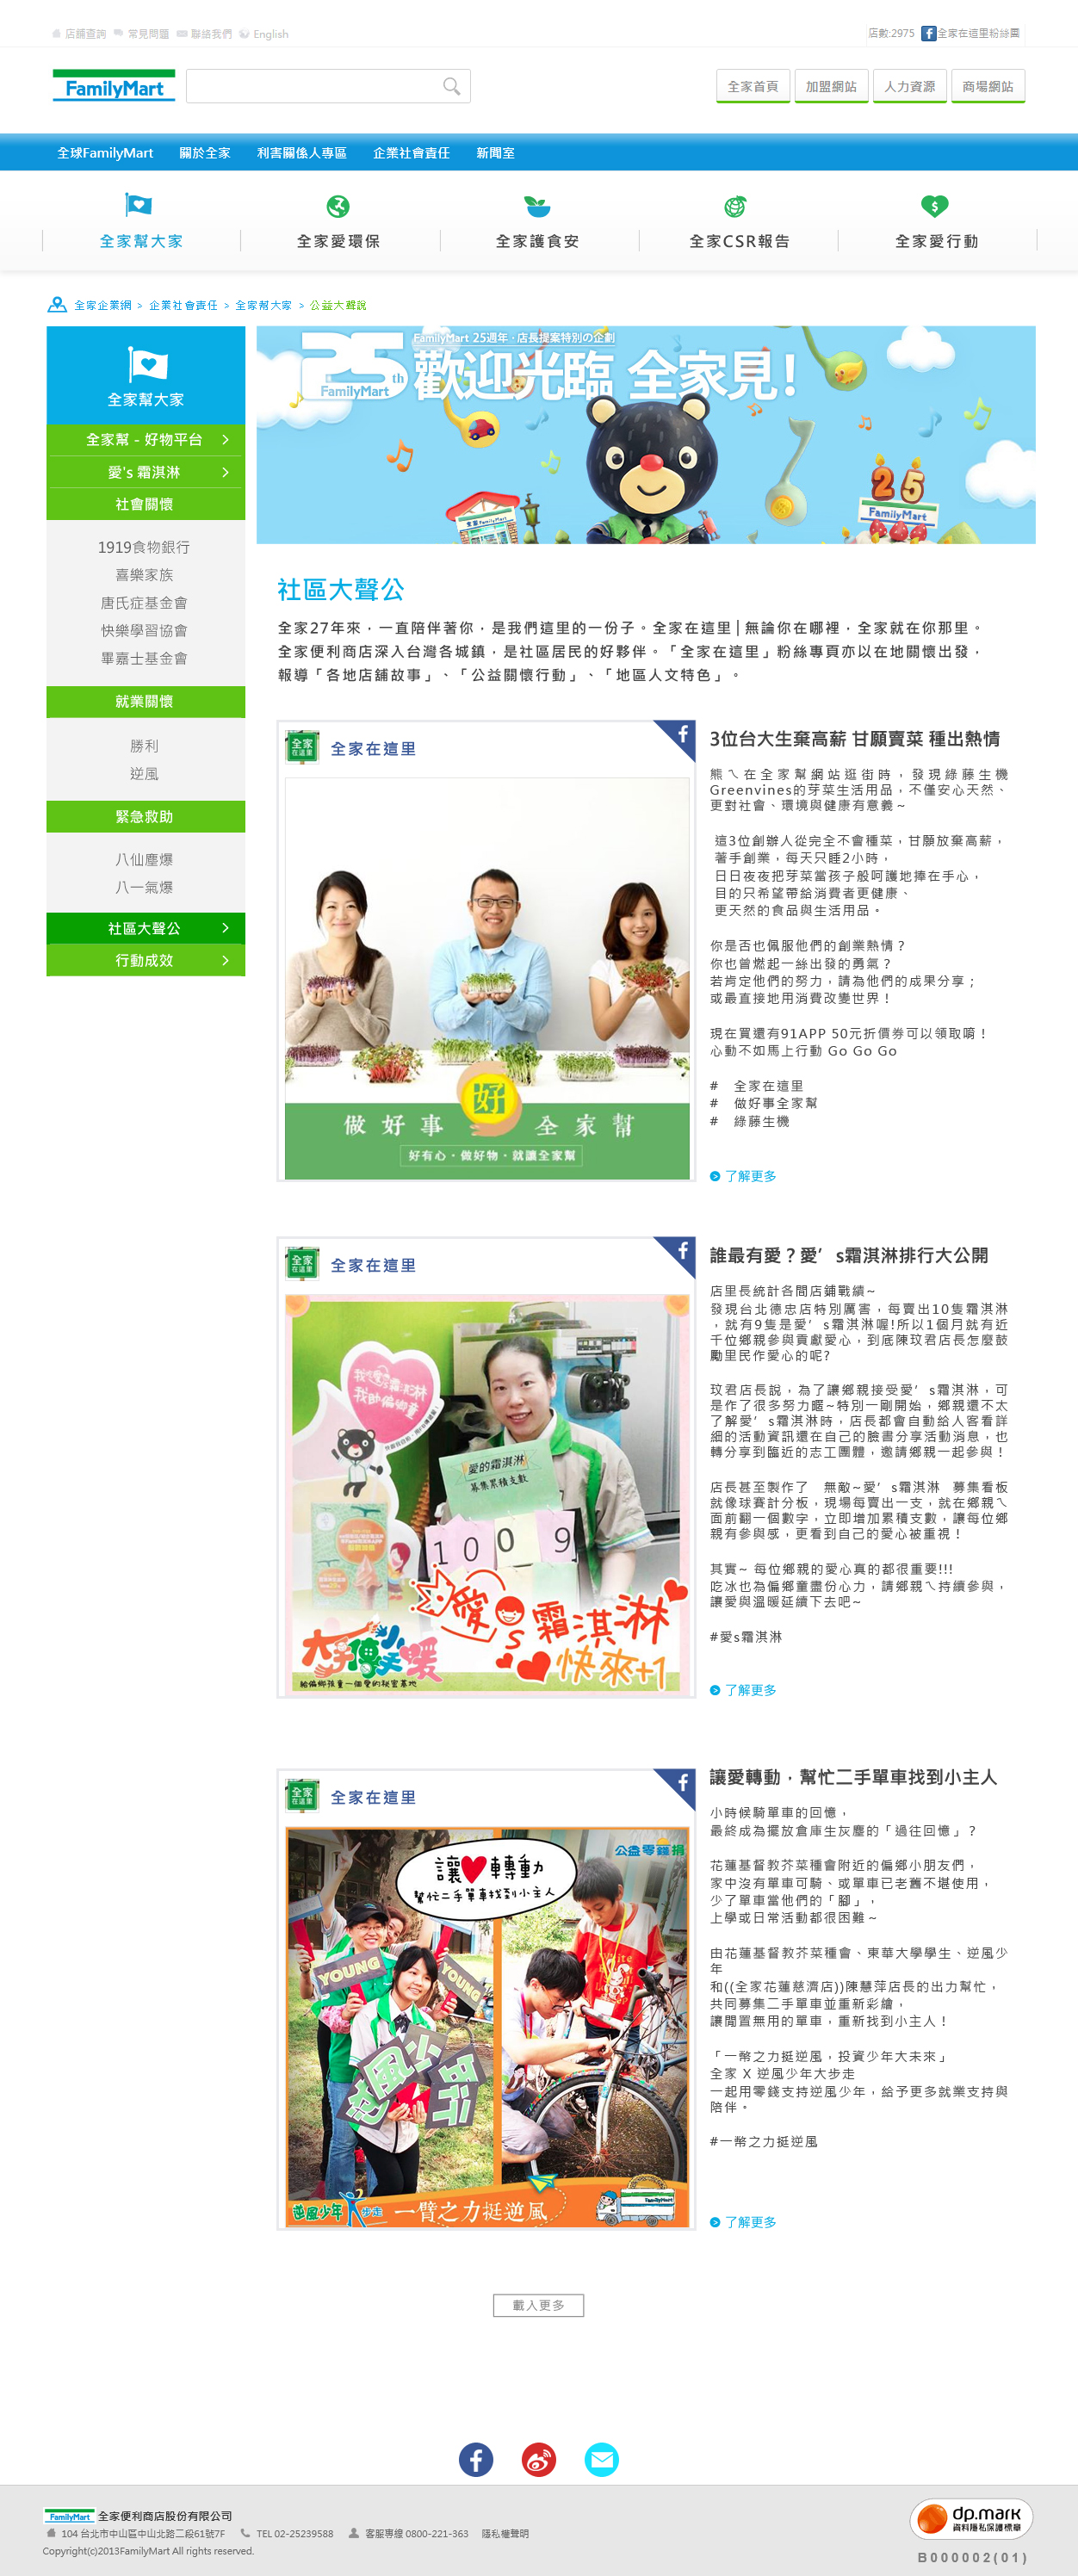 店鋪查詢 常見問題 聯絡我們 English
店數:2975 全家在這里粉絲團
FamilyMart
全家首頁 加盟網站 人力資源 商場網站
全球FamilyMart 關於全家 利害關係人專區 企業社會責任 新聞室
全家幫大家 全家愛環保 全家護食安 全家CSR報告 全家愛行動
全家企業網 > 企業社會責任 > 全家幫大家 > 公益大聲說
全家幫大家
全家幫 - 好物平台
愛's 霜淇淋
社會關懷
1919食物銀行
喜樂家族
唐氏症基金會
快樂學習協會
畢嘉士基金會
就業關懷
勝利
逆風
緊急救助
八仙塵爆
八一氣爆
社區大聲公
行動成效
FamilyMart 25週年‧店長提案特別の企劃
25th FamilyMart
歡迎光臨 全家見!
全家 FamilyMart
25
FamilyMart
社區大聲公
全家27年來，一直陪伴著你，是我們這里的一份子。全家在這里│無論你在哪裡，全家就在你那里。
全家便利商店深入台灣各城鎮，是社區居民的好夥伴。「全家在這里」粉絲專頁亦以在地關懷出發，
報導「各地店舖故事」、「公益關懷行動」、「地區人文特色」。
全家在這里
全家在這里
好
做好事 全家幫
好有心‧做好物‧就讓全家幫
3位台大生棄高薪 甘願賣菜 種出熱情
熊ㄟ在全家幫網站逛街時，發現綠藤生機
Greenvines的芽菜生活用品，不僅安心天然、
更對社會、環境與健康有意義~
這3位創辦人從完全不會種菜，甘願放棄高薪，
著手創業，每天只睡2小時，
日日夜夜把芽菜當孩子般呵護地捧在手心，
目的只希望帶給消費者更健康、
更天然的食品與生活用品。
你是否也佩服他們的創業熱情？
你也曾燃起一絲出發的勇氣？
若肯定他們的努力，請為他們的成果分享；
或最直接地用消費改變世界！
現在買還有91APP 50元折價券可以領取唷！
心動不如馬上行動 Go Go Go
# 全家在這里
# 做好事全家幫
# 綠藤生機
了解更多
全家在這里
全家在這里
我助偏鄉童
愛的霜淇淋
募集累積支數
1009
愛s霜淇淋
快來+1
給偏鄉孩童一個愛的祕密基地
誰最有愛？愛’s霜淇淋排行大公開
店里長統計各間店鋪戰績~
發現台北德忠店特別厲害，每賣出10隻霜淇淋
，就有9隻是愛’s霜淇淋喔!所以1個月就有近
千位鄉親參與貢獻愛心，到底陳玟君店長怎麼鼓
勵里民作愛心的呢?
玟君店長說，為了讓鄉親接受愛’s霜淇淋，可
是作了很多努力喔~特別一剛開始，鄉親還不太
了解愛’s霜淇淋時，店長都會自動給人客看詳
細的活動資訊還在自己的臉書分享活動消息，也
轉分享到臨近的志工團體，邀請鄉親一起參與！
店長甚至製作了 無敵~愛’s霜淇淋 募集看板
就像球賽計分板，現場每賣出一支，就在鄉親ㄟ
面前翻一個數字，立即增加累積支數，讓每位鄉
親有參與感，更看到自己的愛心被重視！
其實~ 每位鄉親的愛心真的都很重要!!!
吃冰也為偏鄉童盡份心力，請鄉親ㄟ持續參與，
讓愛與溫暖延續下去吧~
#愛s霜淇淋
了解更多
全家在這里
全家在這里
讓 轉動
幫忙二手單車找到小主人
公益零錢捐
YOUNG
YOUNG
逆風少年大步走
一臂之力挺逆風
FamilyMart
讓愛轉動，幫忙二手單車找到小主人
小時候騎單車的回憶，
最終成為擺放倉庫生灰塵的「過往回憶」？
花蓮基督教芥菜種會附近的偏鄉小朋友們，
家中沒有單車可騎、或單車已老舊不堪使用，
少了單車當他們的「腳」，
上學或日常活動都很困難~
由花蓮基督教芥菜種會、東華大學學生、逆風少
年
和((全家花蓮慈濟店))陳慧萍店長的出力幫忙，
共同募集二手單車並重新彩繪，
讓閒置無用的單車，重新找到小主人！
「一幣之力挺逆風，投資少年大未來」
全家 X 逆風少年大步走
一起用零錢支持逆風少年，給予更多就業支持與
陪伴。
#一幣之力挺逆風
了解更多
載入更多
FamilyMart 全家便利商店股份有限公司
104 台北市中山區中山北路二段61號7F TEL 02-25239588 客服專線 0800-221-363 隱私權聲明
Copyright(c)2013FamilyMart All rights reserved.
dp.mark
資料隱私保護標章
B000002(01)